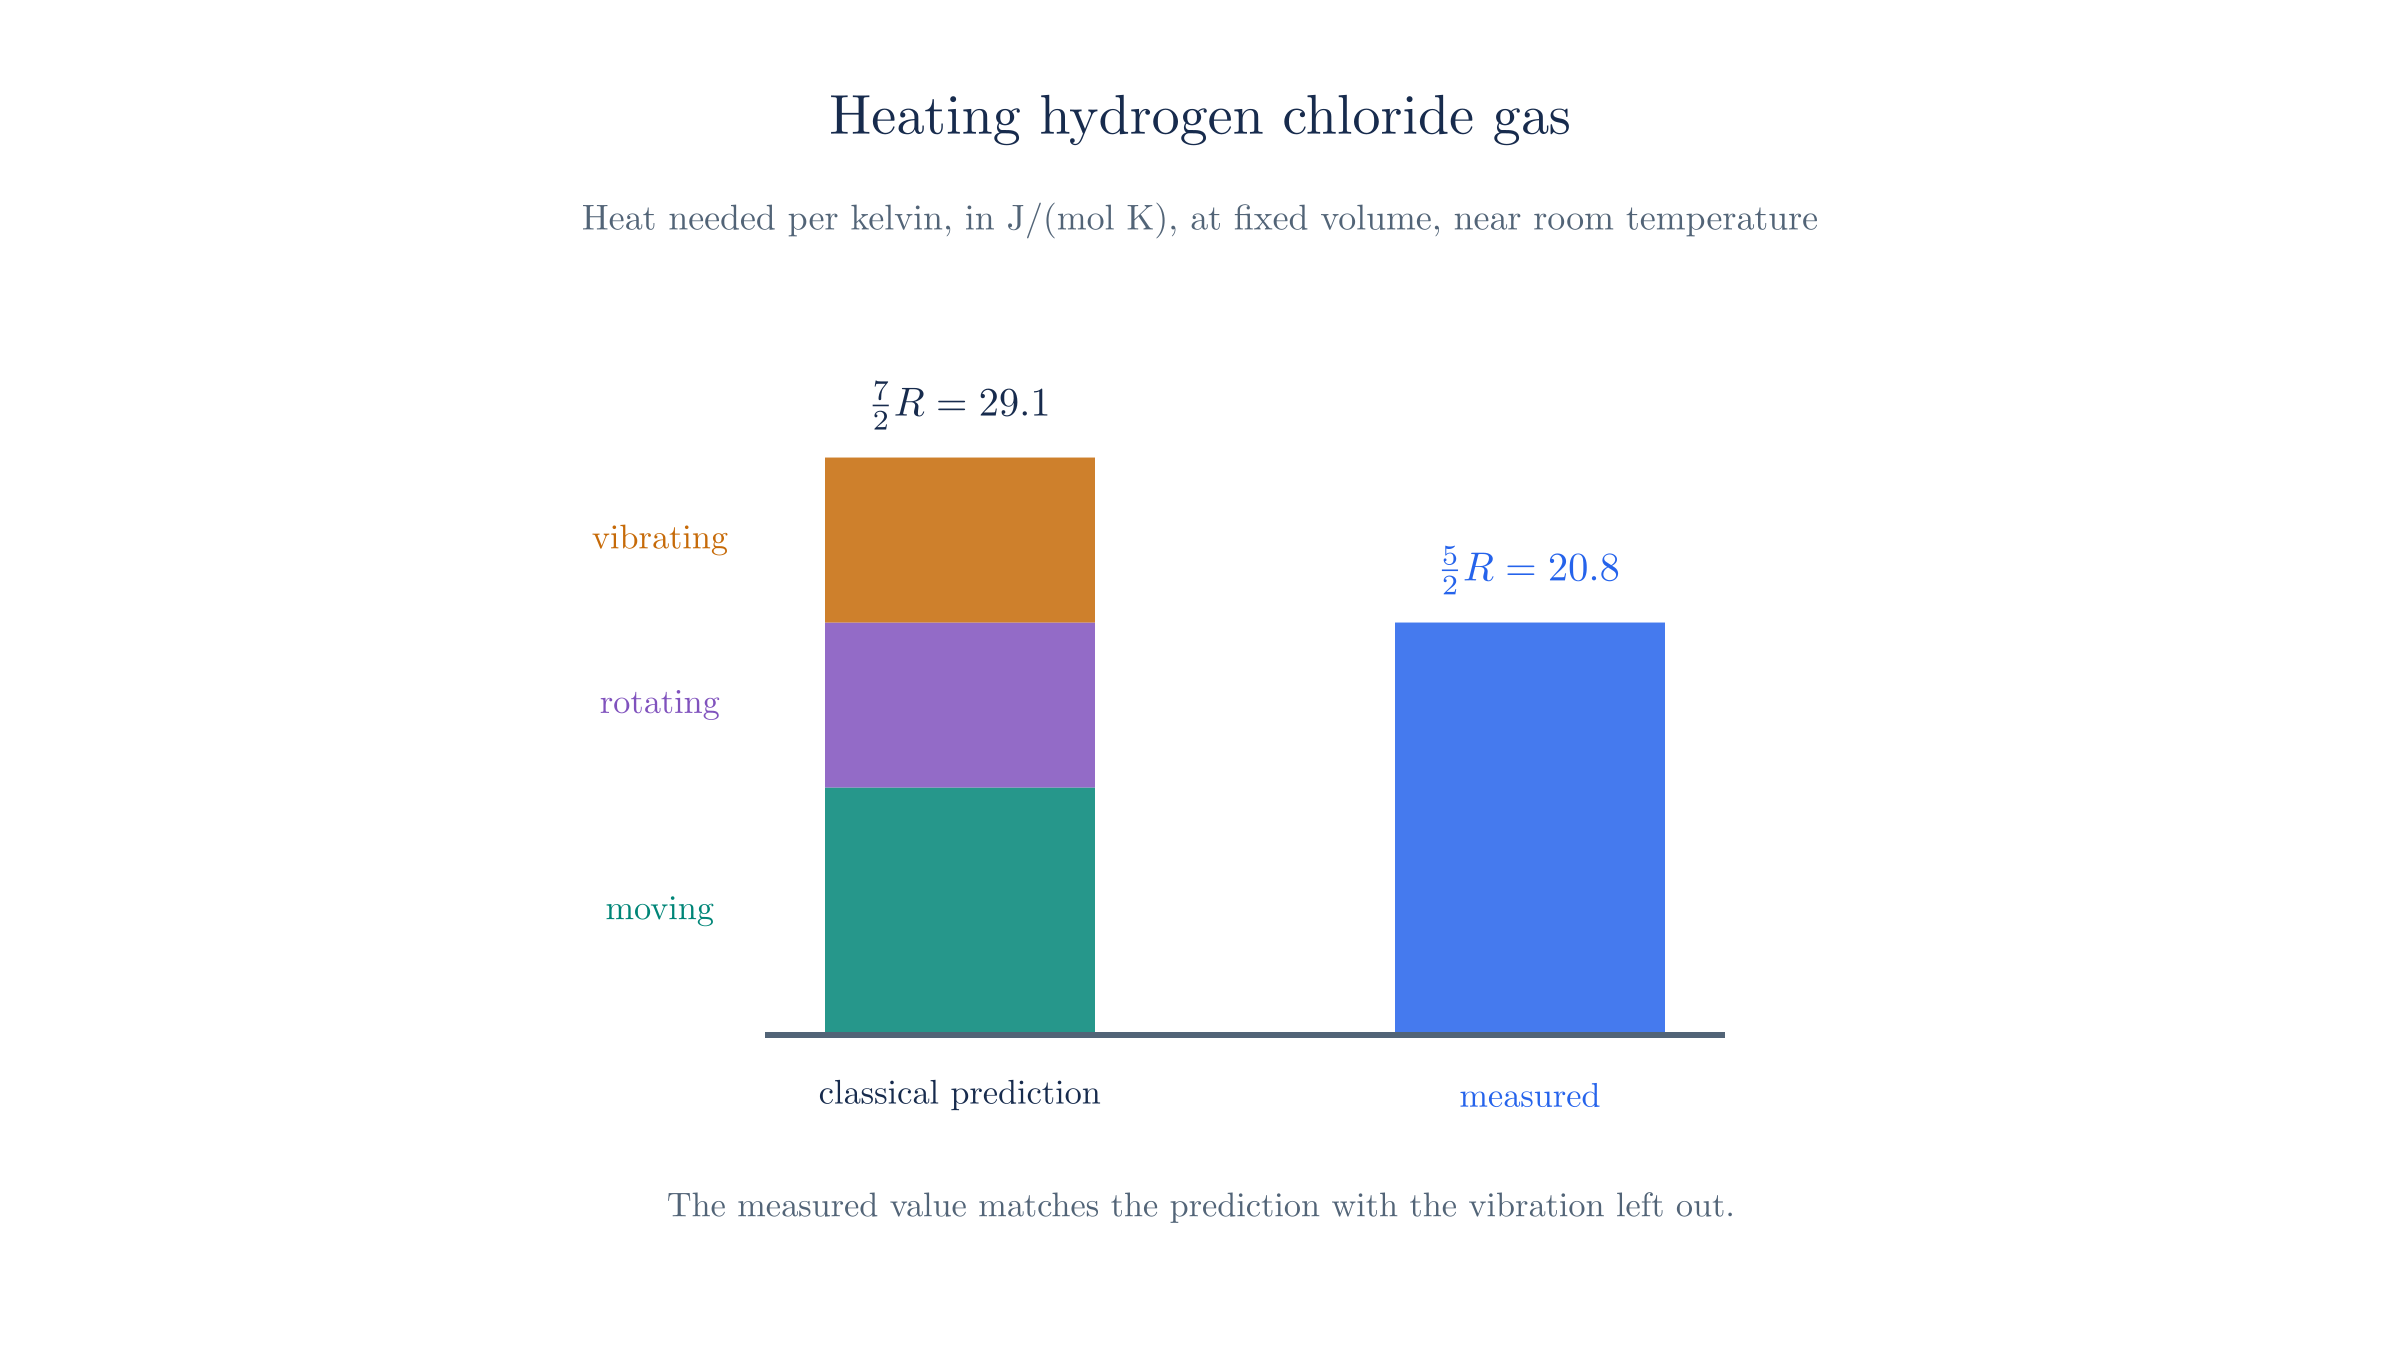 Heating hydrogen chloride gas
Heat needed per kelvin, in J/(mol K), at fixed volume, near room temperature
$\frac{7}{2}R = 29.1$
vibrating
$\frac{5}{2}R = 20.8$
rotating
moving
classical prediction
measured
The measured value matches the prediction with the vibration left out.